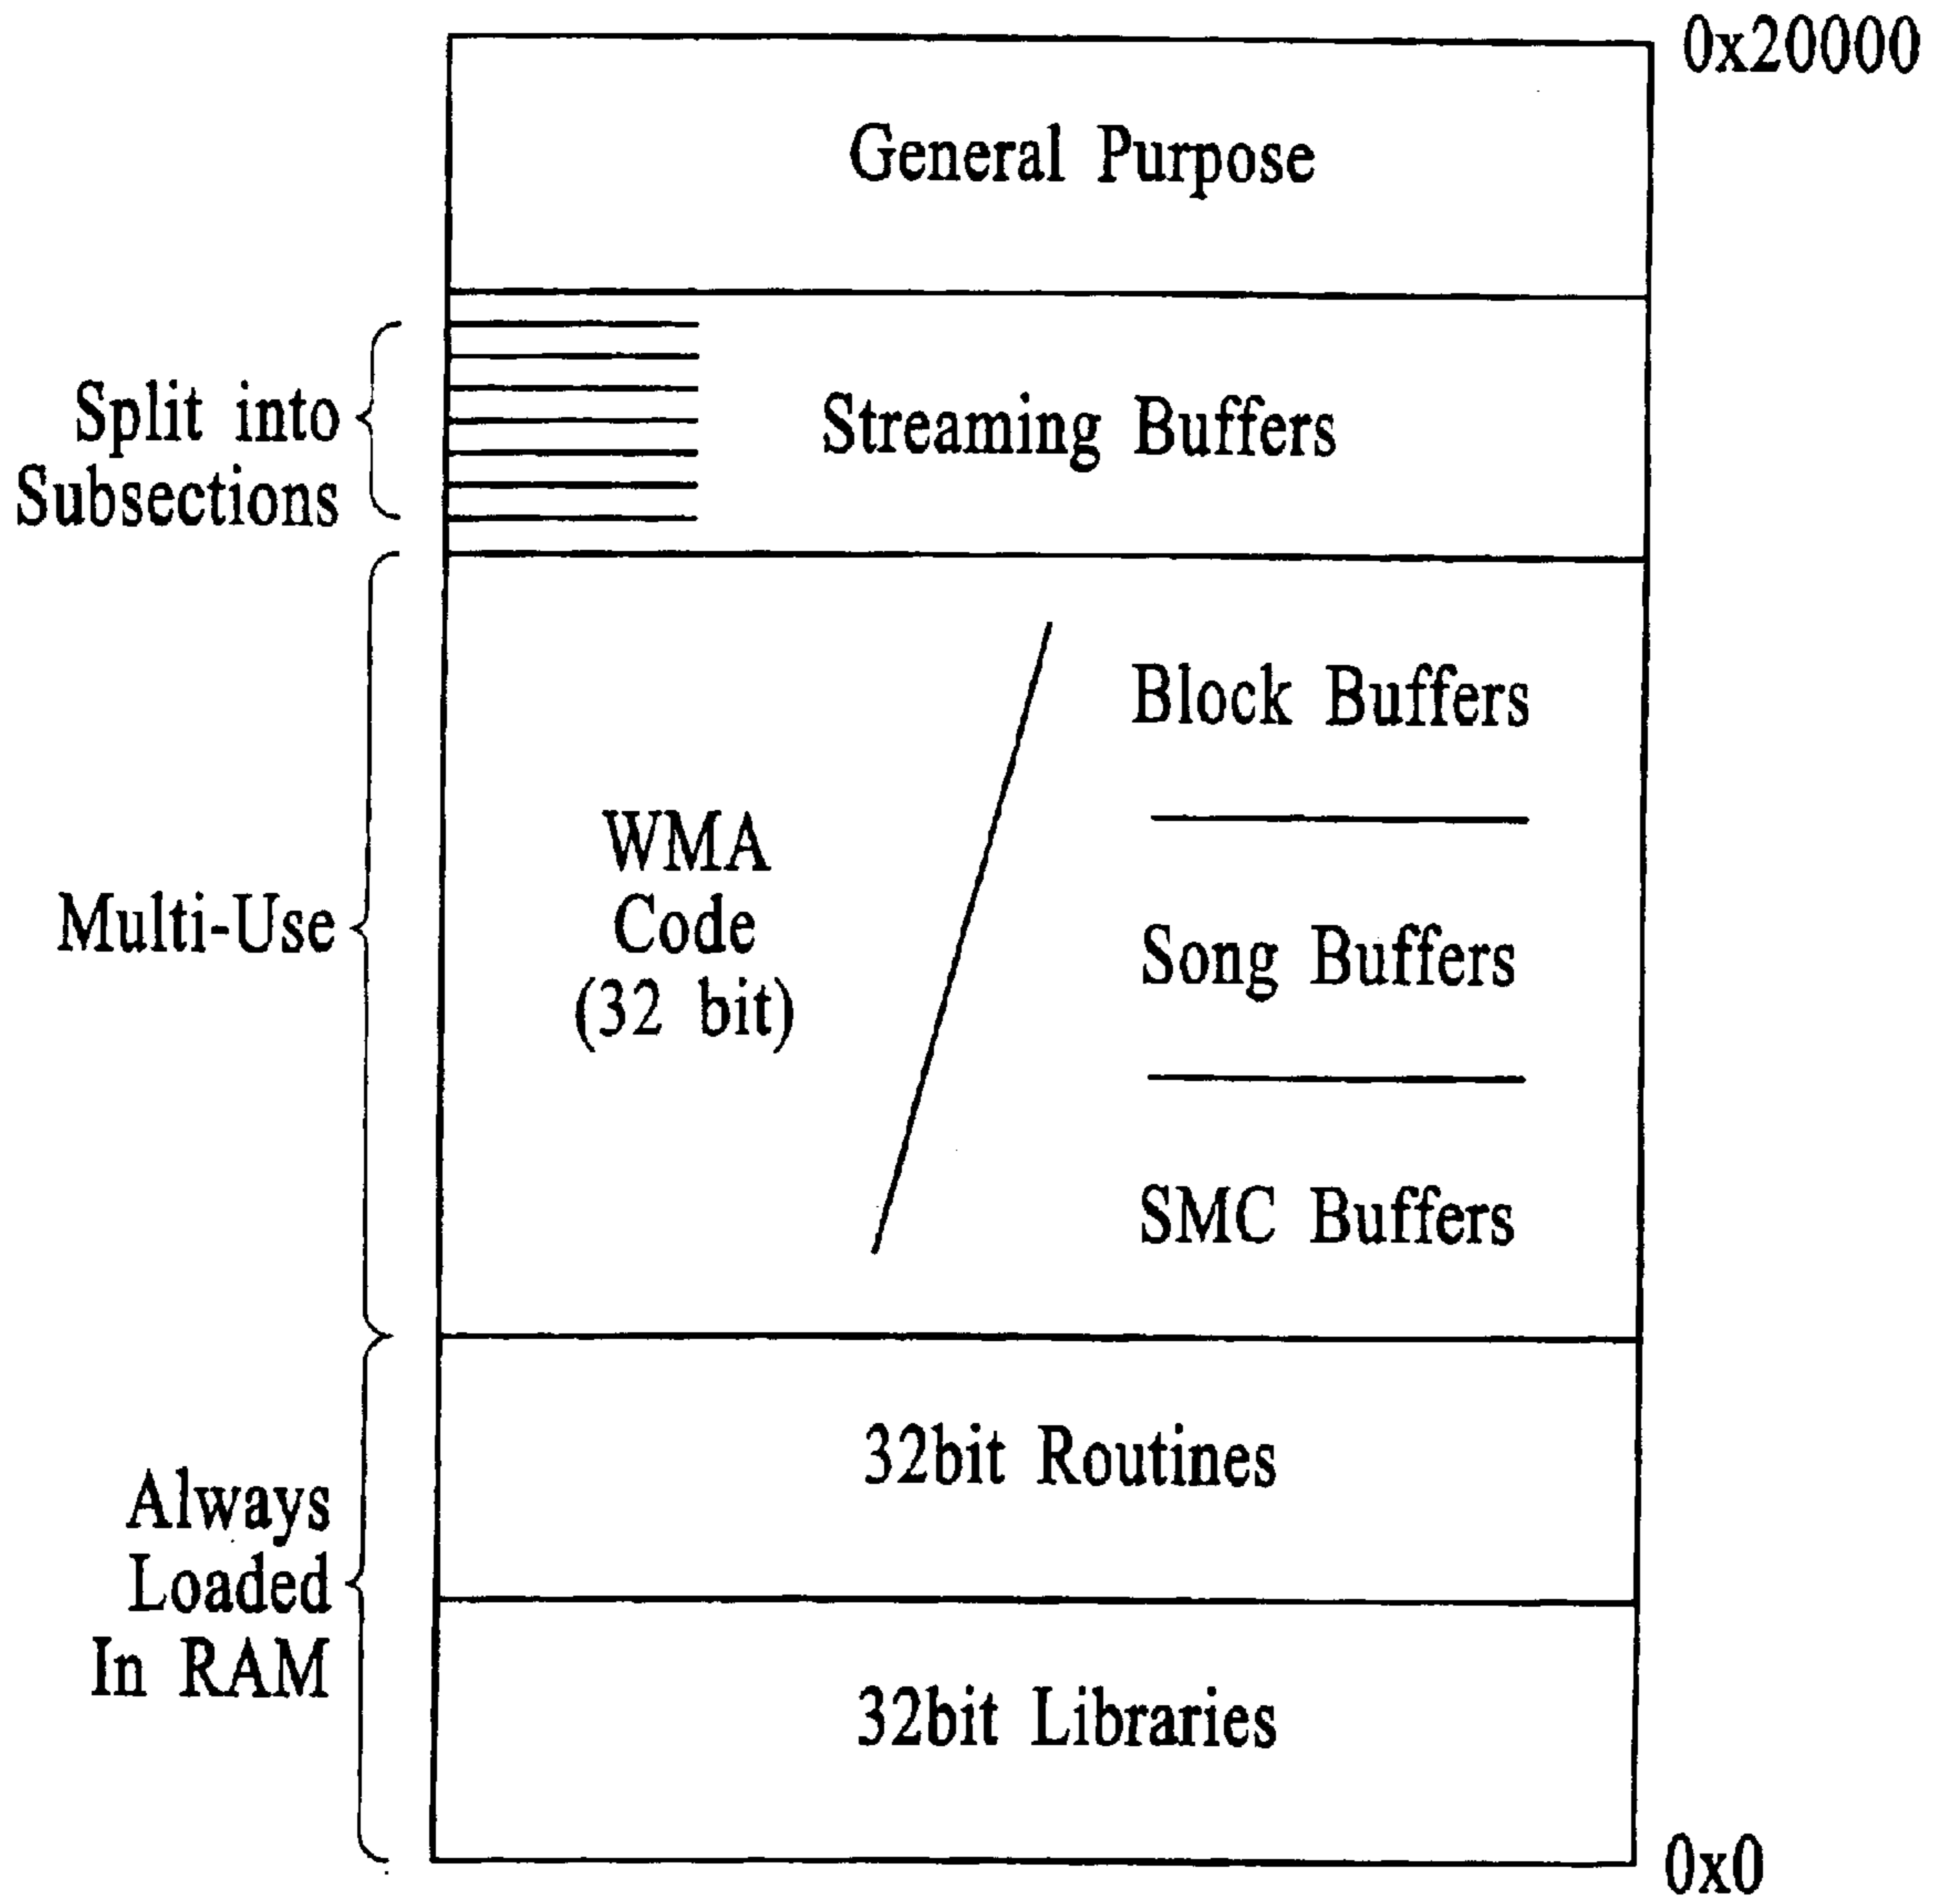 0x20000
General Purpose
Split into
Subsections
Streaming Buffers
Multi-Use
WMA
Code
(32 bit)
Block Buffers
Song Buffers
SMC Buffers
Always
Loaded
In RAM
32bit Routines
32bit Libraries
0x0